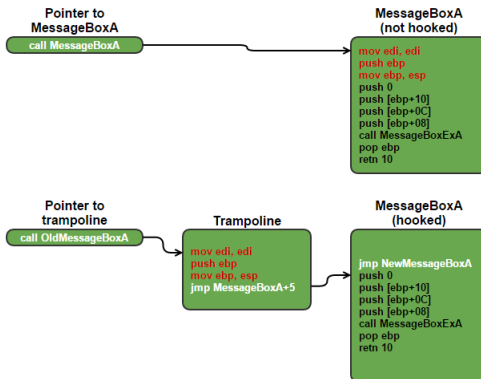 Pointer to
MessageBoxA
call MessageBoxA
MessageBoxA
(not hooked)
mov edi, edi
push ebp
mov ebp, esp
push 0
push [ebp+10]
push [ebp+0C]
push [ebp+08]
call MessageBoxExA
pop ebp
retn 10
Pointer to
trampoline
call OldMessageBoxA
Trampoline
mov edi, edi
push ebp
mov ebp, esp
jmp MessageBoxA+5
MessageBoxA
(hooked)
jmp NewMessageBoxA
push 0
push [ebp+10]
push [ebp+0C]
push [ebp+08]
call MessageBoxExA
pop ebp
retn 10